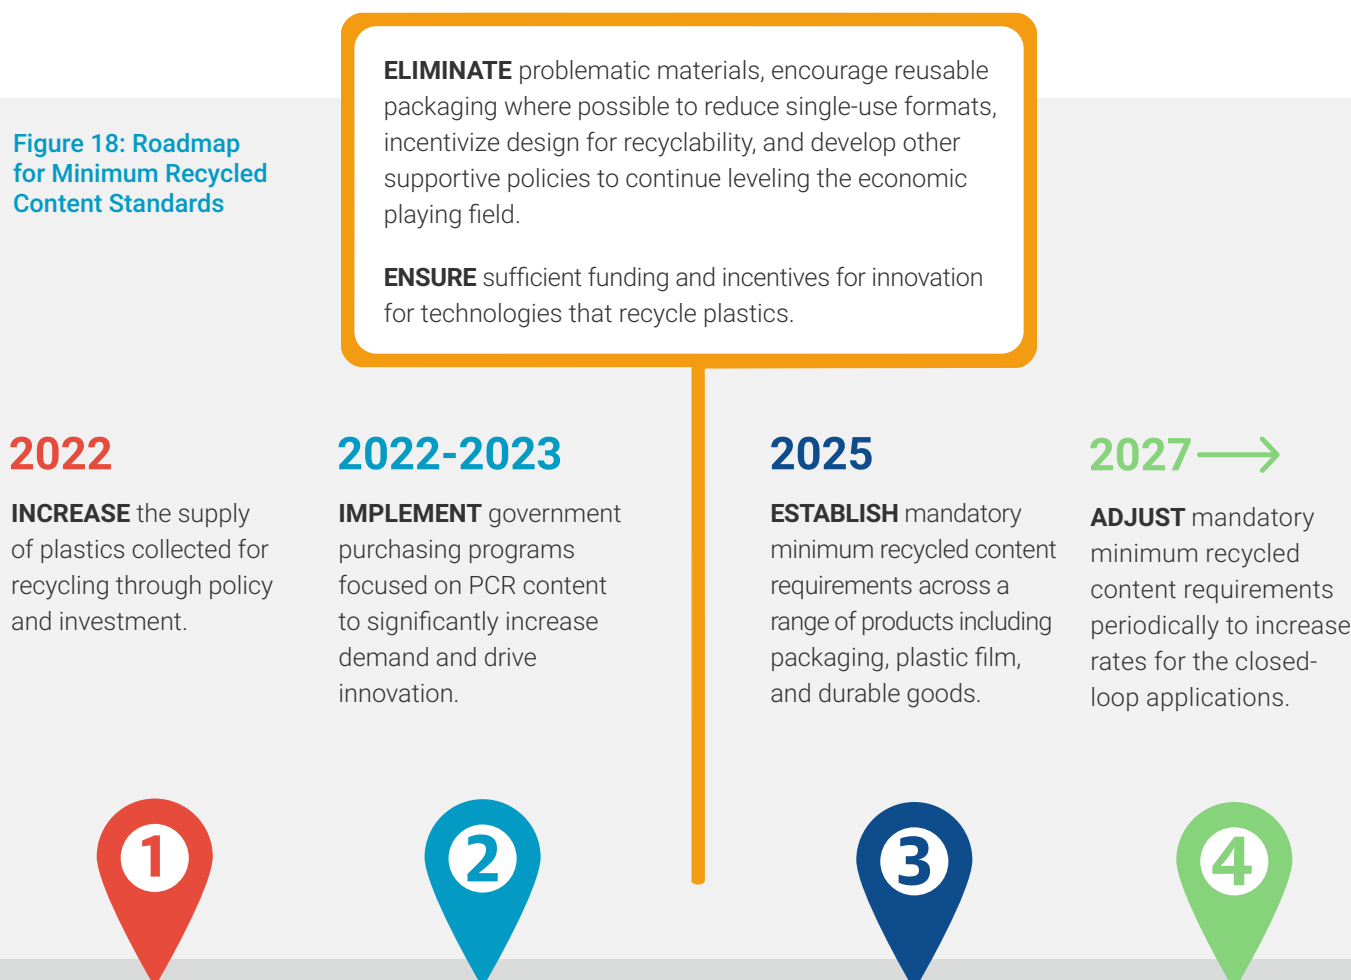 Figure 18: Roadmap
for Minimum Recycled
Content Standards
ELIMINATE problematic materials, encourage reusable
packaging where possible to reduce single-use formats,
incentivize design for recyclability, and develop other
supportive policies to continue leveling the economic
playing field.
ENSURE sufficient funding and incentives for innovation
for technologies that recycle plastics.
2022
INCREASE the supply
of plastics collected for
recycling through policy
and investment.
2022-2023
IMPLEMENT government
purchasing programs
focused on PCR content
to significantly increase
demand and drive
innovation.
2025
ESTABLISH mandatory
minimum recycled content
requirements across a
range of products including
packaging, plastic film,
and durable goods.
2027
ADJUST mandatory
minimum recycled
content requirements
periodically to increase
rates for the closed-
loop applications.
1
2
3
4